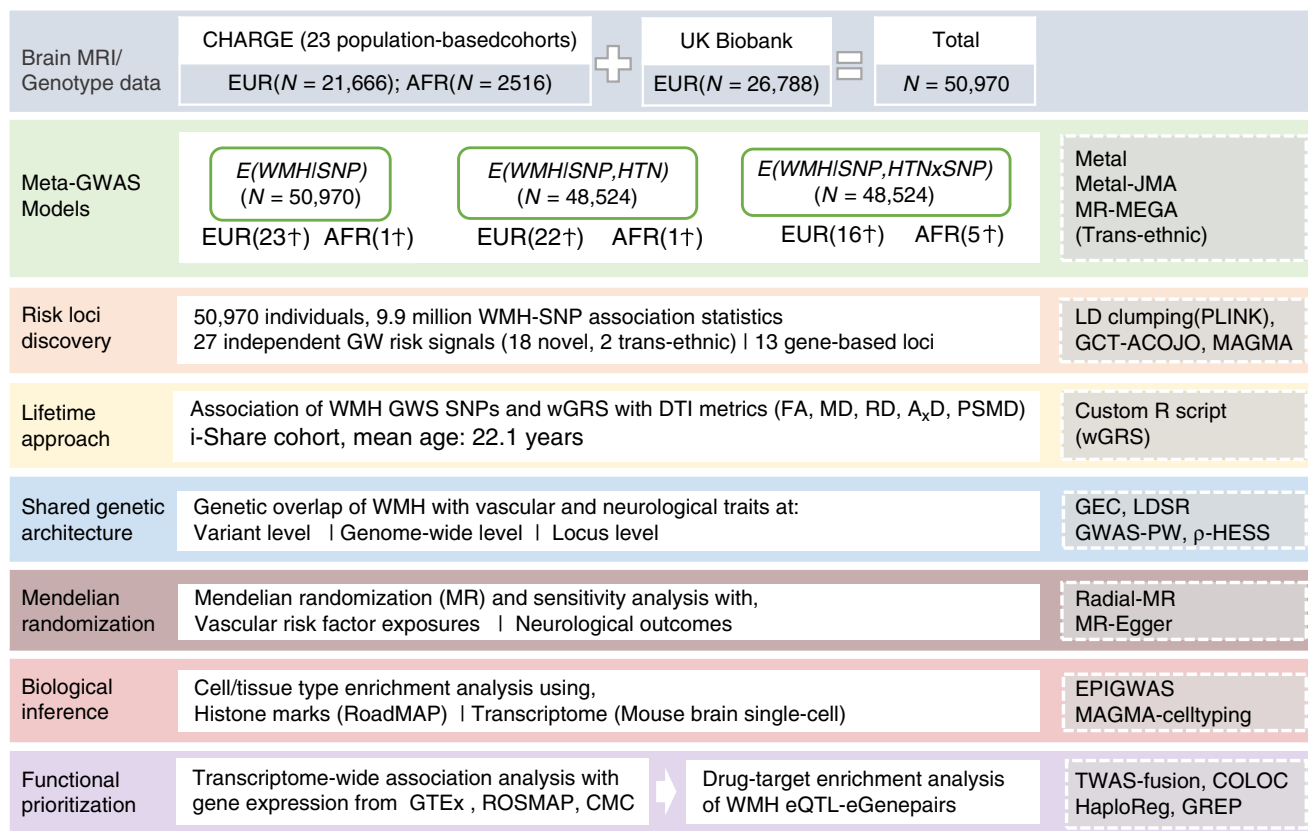 Brain MRI/
Genotype data
CHARGE (23 population-basedcohorts)
EUR(N = 21,666); AFR(N = 2516)
+
UK Biobank
EUR(N = 26,788)
=
Total
N = 50,970
Meta-GWAS
Models
E(WMH|SNP)
(N = 50,970)
EUR(23†) AFR(1†)
E(WMH|SNP,HTN)
(N = 48,524)
EUR(22†) AFR(1†)
E(WMH|SNP,HTNxSNP)
(N = 48,524)
EUR(16†) AFR(5†)
Metal
Metal-JMA
MR-MEGA
(Trans-ethnic)
Risk loci
discovery
50,970 individuals, 9.9 million WMH-SNP association statistics
27 independent GW risk signals (18 novel, 2 trans-ethnic) | 13 gene-based loci
LD clumping(PLINK),
GCT-ACOJO, MAGMA
Lifetime
approach
Association of WMH GWS SNPs and wGRS with DTI metrics (FA, MD, RD, AxD, PSMD)
i-Share cohort, mean age: 22.1 years
Custom R script
(wGRS)
Shared genetic
architecture
Genetic overlap of WMH with vascular and neurological traits at:
Variant level | Genome-wide level | Locus level
GEC, LDSR
GWAS-PW, ρ-HESS
Mendelian
randomization
Mendelian randomization (MR) and sensitivity analysis with,
Vascular risk factor exposures | Neurological outcomes
Radial-MR
MR-Egger
Biological
inference
Cell/tissue type enrichment analysis using,
Histone marks (RoadMAP) | Transcriptome (Mouse brain single-cell)
EPIGWAS
MAGMA-celltyping
Functional
prioritization
Transcriptome-wide association analysis with
gene expression from GTEx , ROSMAP, CMC
Drug-target enrichment analysis
of WMH eQTL-eGenepairs
TWAS-fusion, COLOC
HaploReg, GREP